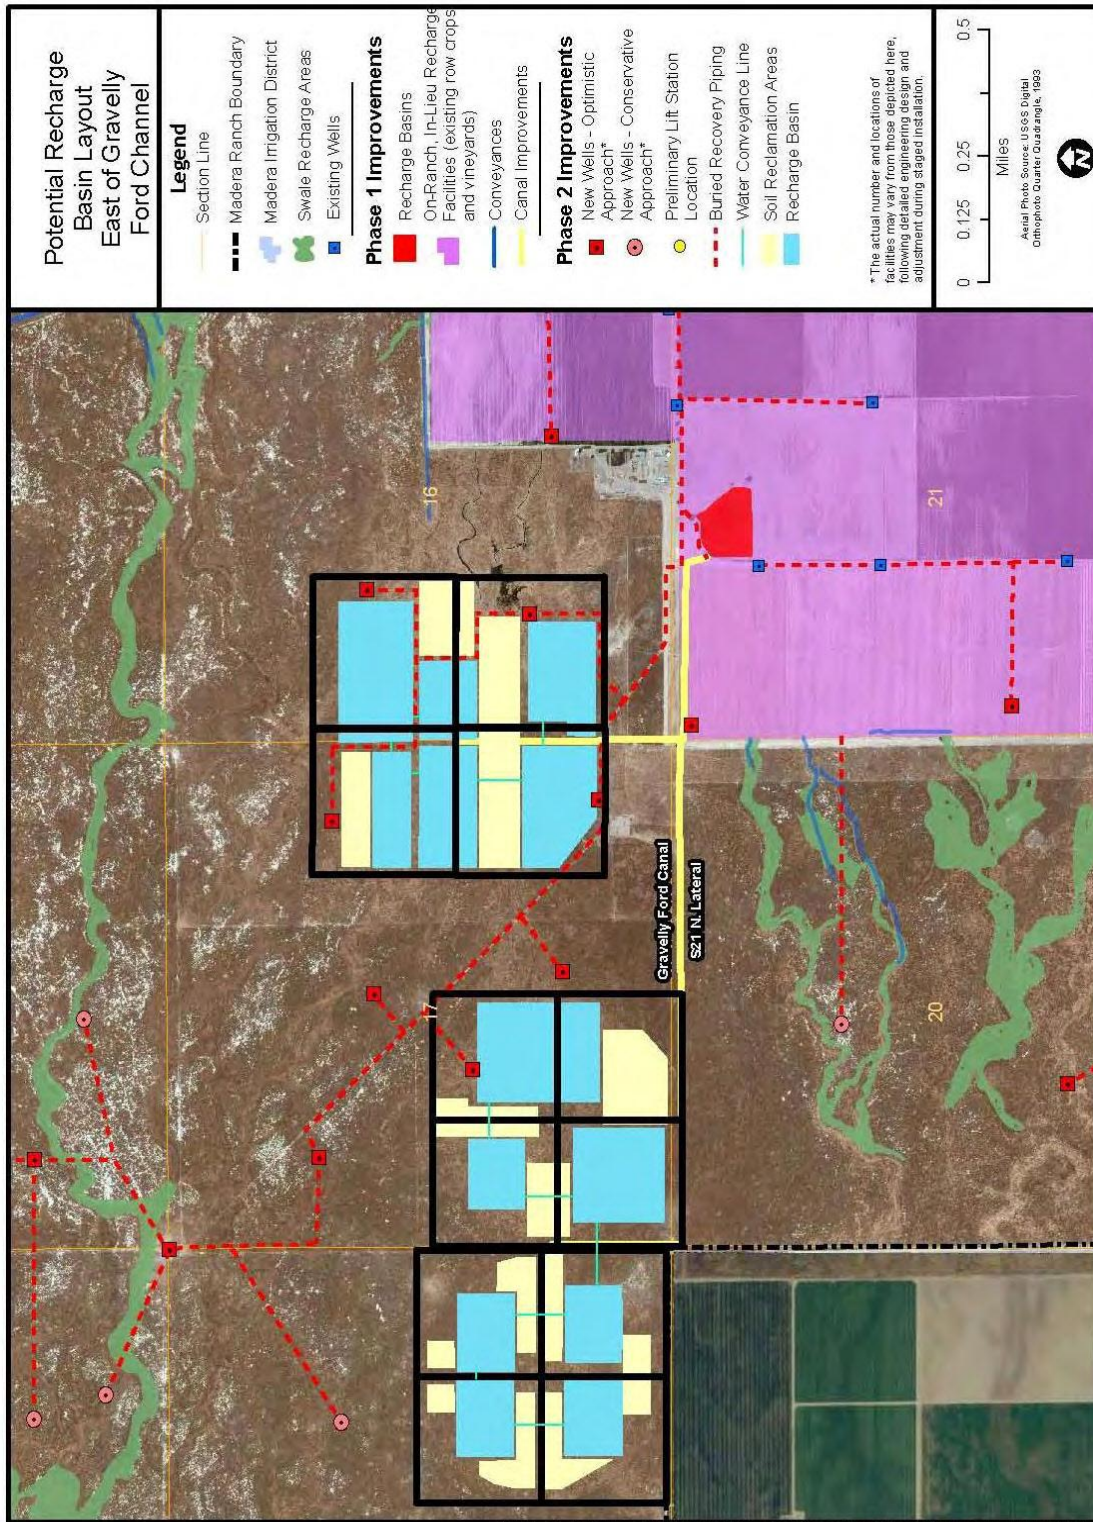 Potential Recharge
Basin Layout
East of Gravelly
Ford Channel
Legend
Section Line
Madera Ranch Boundary
Madera Irrigation District
Swale Recharge Areas
Existing Wells
Phase 1 Improvements
Recharge Basins
On-Ranch, In-Lieu Recharge
Facilities (existing row crops
and vineyards)
Conveyances
Canal Improvements
Phase 2 Improvements
New Wells - Optimistic
Approach*
New Wells - Conservative
Approach*
Preliminary Lift Station
Location
Buried Recovery Piping
Water Conveyance Line
Soil Reclamation Areas
Recharge Basin
* The actual number and locations of
facilities may vary from those depicted here,
following detailed engineering design and
adjustment during staged installation.
0 0.125 0.25 0.5
Miles
Aerial Photo Source: USGS Digital
Orthophoto Quarter Quadrangle, 1993
N
16
17
Gravelly Ford Canal
S21 N. Lateral
20
21